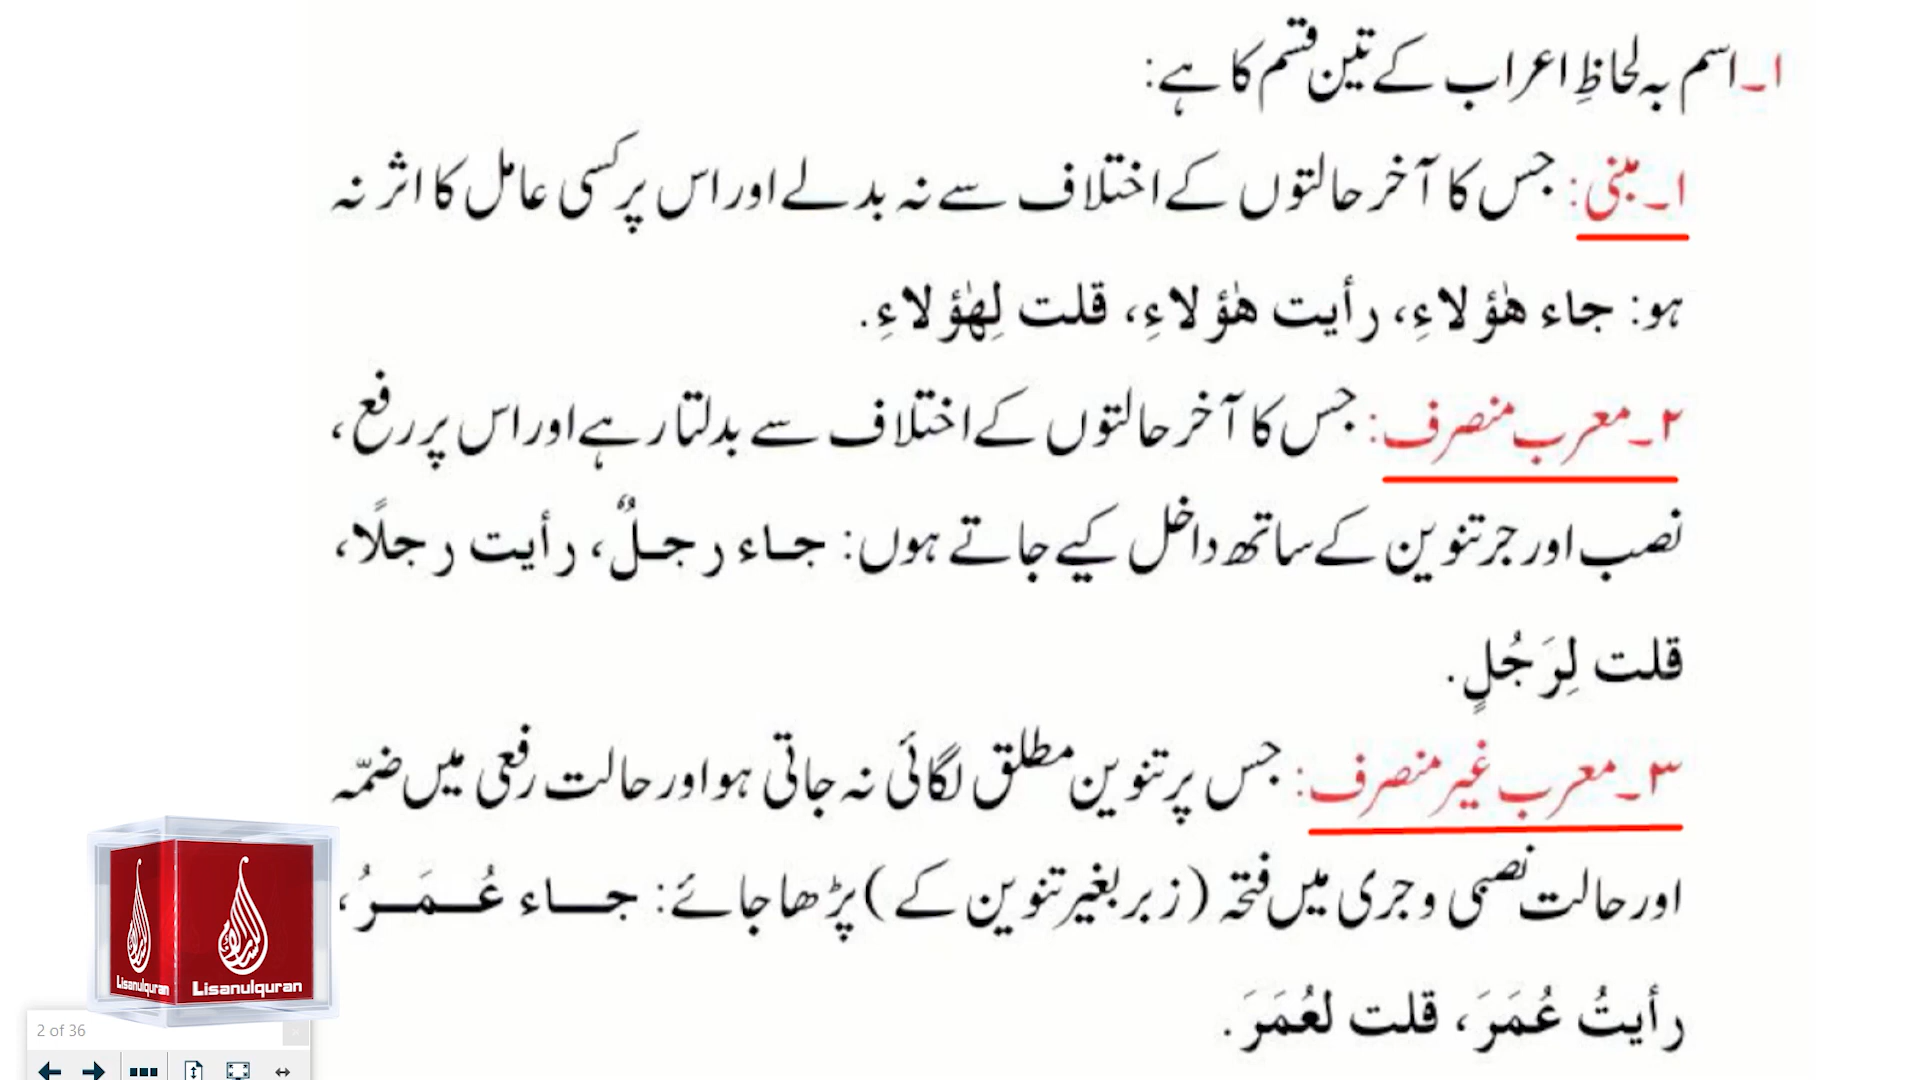 ۱۔ اسم بہ لحاظِ اعراب کے تین قسم کا ہے:
۱۔ مبنی: جس کا آخر حالتوں کے اختلاف سے نہ بدلے اور اس پر کسی عامل کا اثر نہ
ہو: جاء هٰؤلاءِ، رأيت هٰؤلاءِ، قلت لِهٰؤلاءِ.
۲۔ معرب منصرف: جس کا آخر حالتوں کے اختلاف سے بدلتا رہے اور اس پر رفع،
نصب اور جر تنوین کے ساتھ داخل کیے جاتے ہوں: جاء رجلٌ، رأيت رجلًا،
قلت لِرَجُلٍ.
۳۔ معرب غیر منصرف: جس پر تنوین مطلق لگائی نہ جاتی ہو اور حالت رفعی میں ضمّہ
اور حالت نصبی و جری میں فتحہ (زبر بغیر تنوین کے) پڑھا جائے: جاء عُمَرُ،
رأيتُ عُمَرَ، قلت لعُمَرَ.
Lisanulquran Lisanulquran
2 of 36